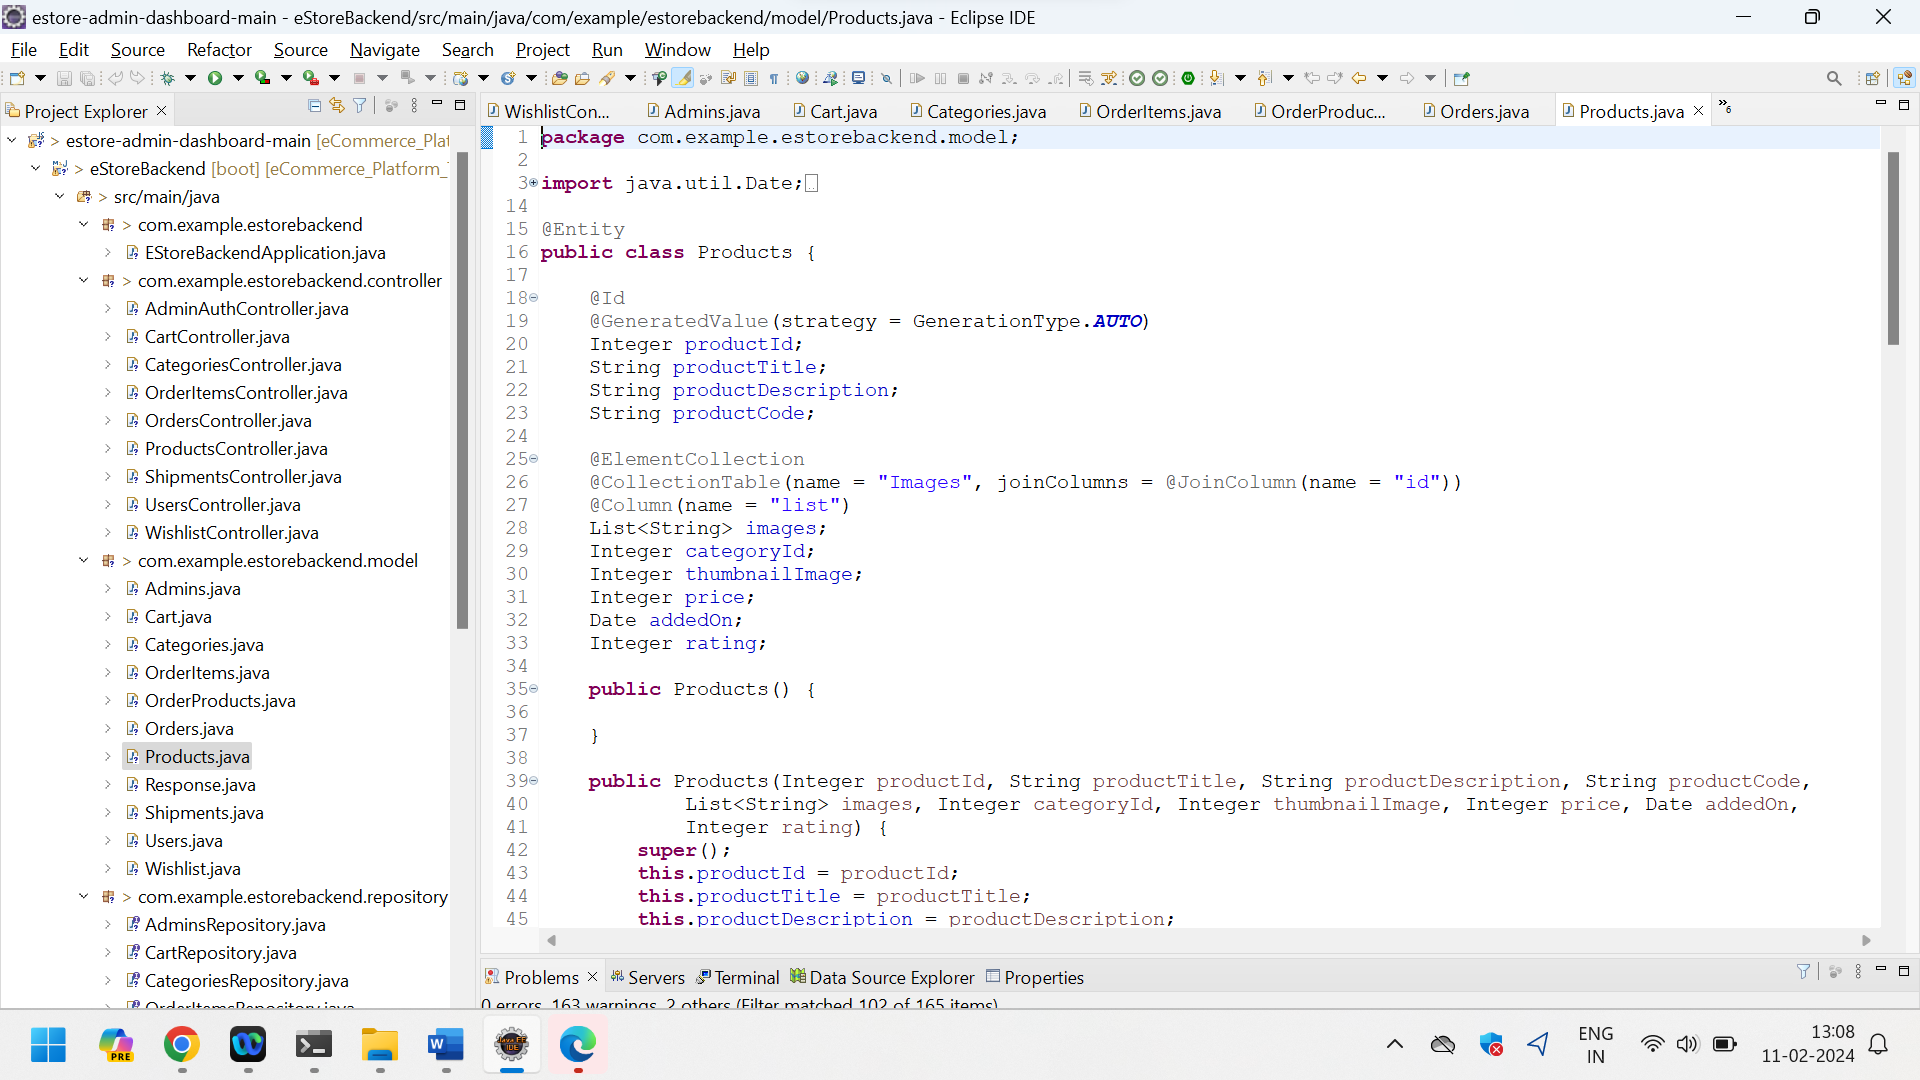 estore-admin-dashboard-main - eStoreBackend/src/main/java/com/example/estorebackend/model/Products.java - Eclipse IDE
File Edit Source Refactor Source Navigate Search Project Run Window Help
Project Explorer
WishlistCon... Admins.java Cart.java Categories.java OrderItems.java OrderProduc... Orders.java Products.java 6
> estore-admin-dashboard-main [eCommerce_Plat
> eStoreBackend [boot] [eCommerce_Platform_
> src/main/java
> com.example.estorebackend
EStoreBackendApplication.java
> com.example.estorebackend.controller
AdminAuthController.java
CartController.java
CategoriesController.java
OrderItemsController.java
OrdersController.java
ProductsController.java
ShipmentsController.java
UsersController.java
WishlistController.java
> com.example.estorebackend.model
Admins.java
Cart.java
Categories.java
OrderItems.java
OrderProducts.java
Orders.java
Products.java
Response.java
Shipments.java
Users.java
Wishlist.java
> com.example.estorebackend.repository
AdminsRepository.java
CartRepository.java
CategoriesRepository.java
OrderItemsRepository.java
1 package com.example.estorebackend.model;
2
3 import java.util.Date;
14
15 @Entity
16 public class Products {
17
18 @Id
19 @GeneratedValue(strategy = GenerationType.AUTO)
20 Integer productId;
21 String productTitle;
22 String productDescription;
23 String productCode;
24
25 @ElementCollection
26 @CollectionTable(name = "Images", joinColumns = @JoinColumn(name = "id"))
27 @Column(name = "list")
28 List<String> images;
29 Integer categoryId;
30 Integer thumbnailImage;
31 Integer price;
32 Date addedOn;
33 Integer rating;
34
35 public Products() {
36
37 }
38
39 public Products(Integer productId, String productTitle, String productDescription, String productCode,
40 List<String> images, Integer categoryId, Integer thumbnailImage, Integer price, Date addedOn,
41 Integer rating) {
42 super();
43 this.productId = productId;
44 this.productTitle = productTitle;
45 this.productDescription = productDescription;
Problems Servers Terminal Data Source Explorer Properties
0 errors, 163 warnings, 2 others (Filter matched 102 of 165 items)
PRE
W
Java EE
IDE
ENG
IN
13:08
11-02-2024